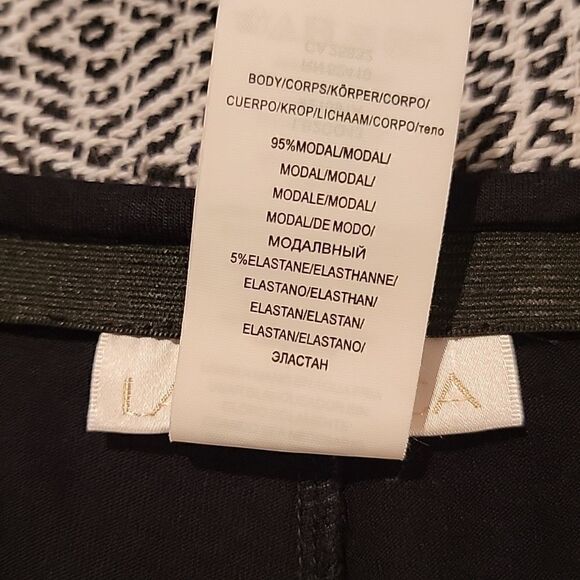 BODY/CORPS/KÖRPER/CORPO/
CUERPO/KROP/LICHAAM/CORPO/тело
95%MODAL/MODAL/
MODAL/MODAL/
MODALE/MODAL/
MODAL/DE MODO/
МОДАЛВНЫЙ
5%ELASTANE/ELASTHANNE/
ELASTANO/ELASTHAN/
ELASTAN/ELASTAN/
ELASTAN/ELASTANO/
ЭЛАСТАН